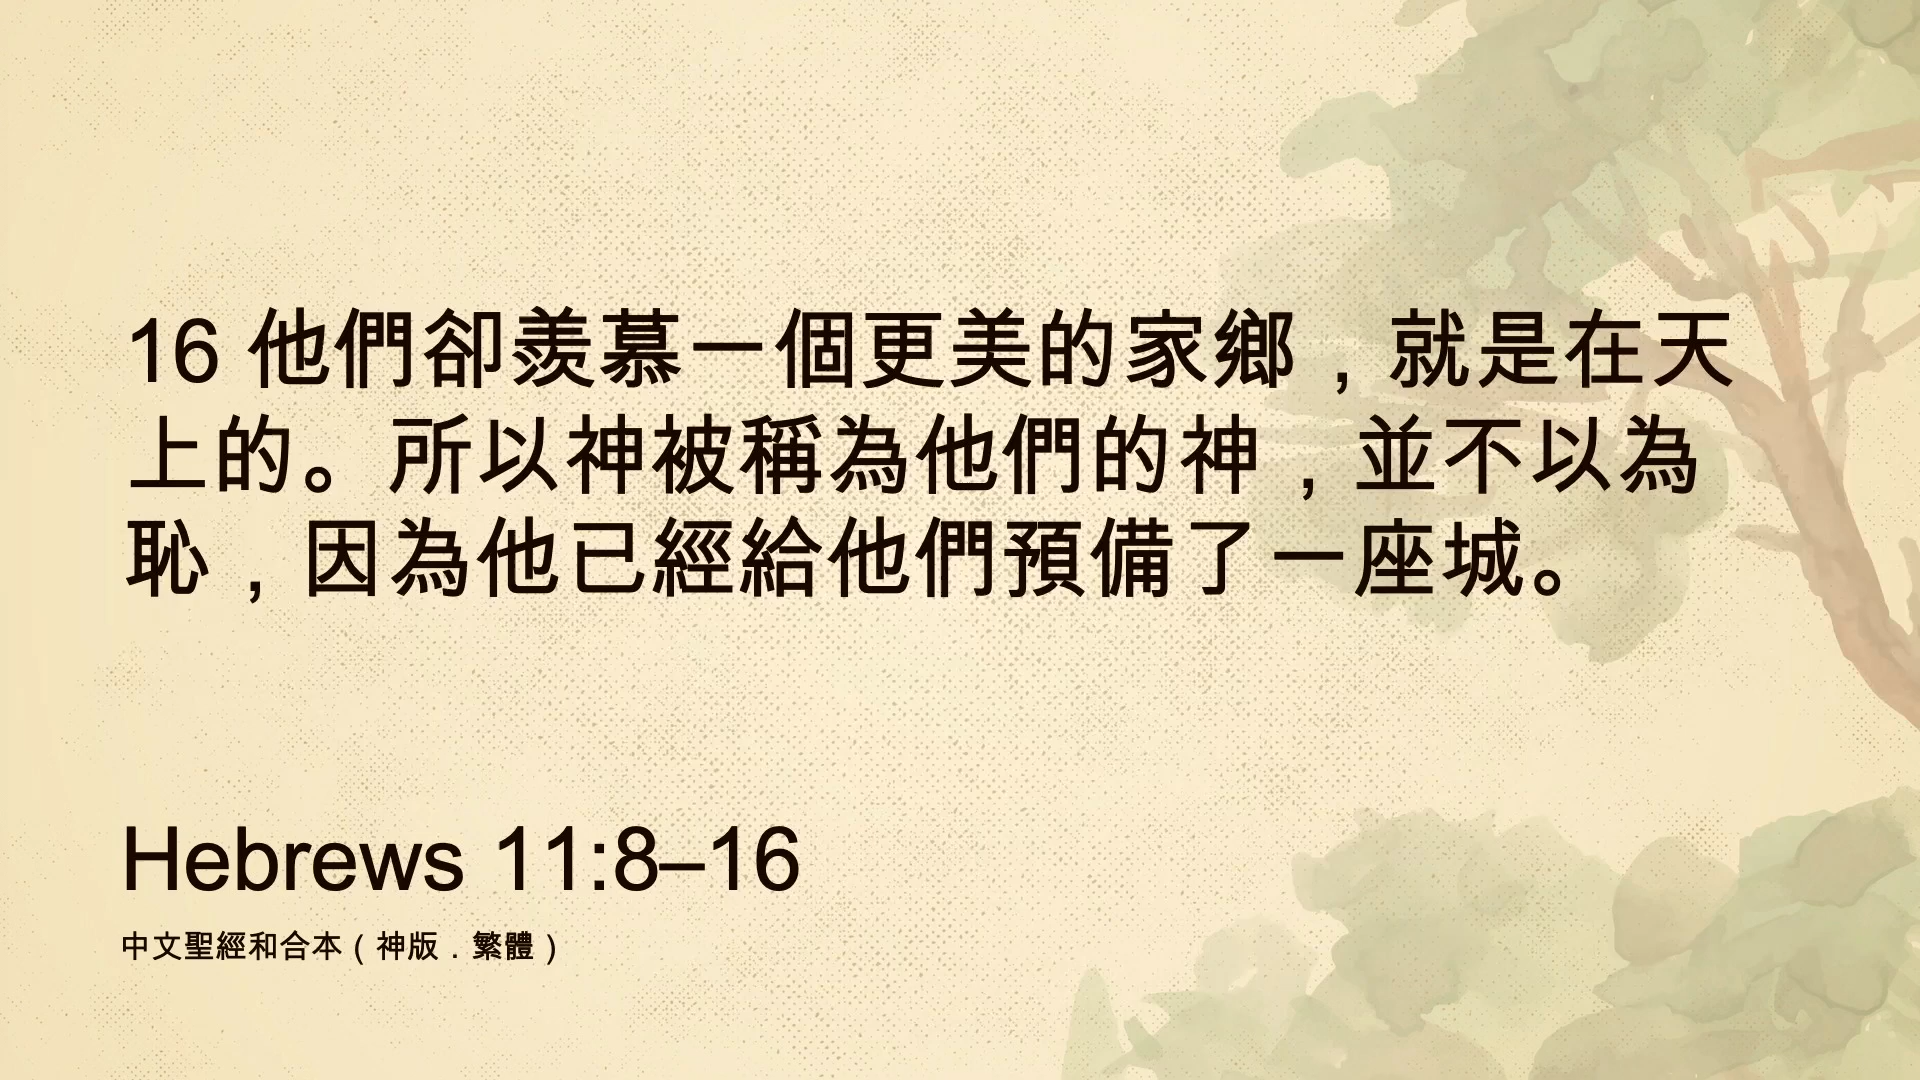 16 他們卻羨慕一個更美的家鄉，就是在天
上的。所以神被稱為他們的神，並不以為
恥，因為他已經給他們預備了一座城。
Hebrews 11:8–16
中文聖經和合本（神版．繁體）